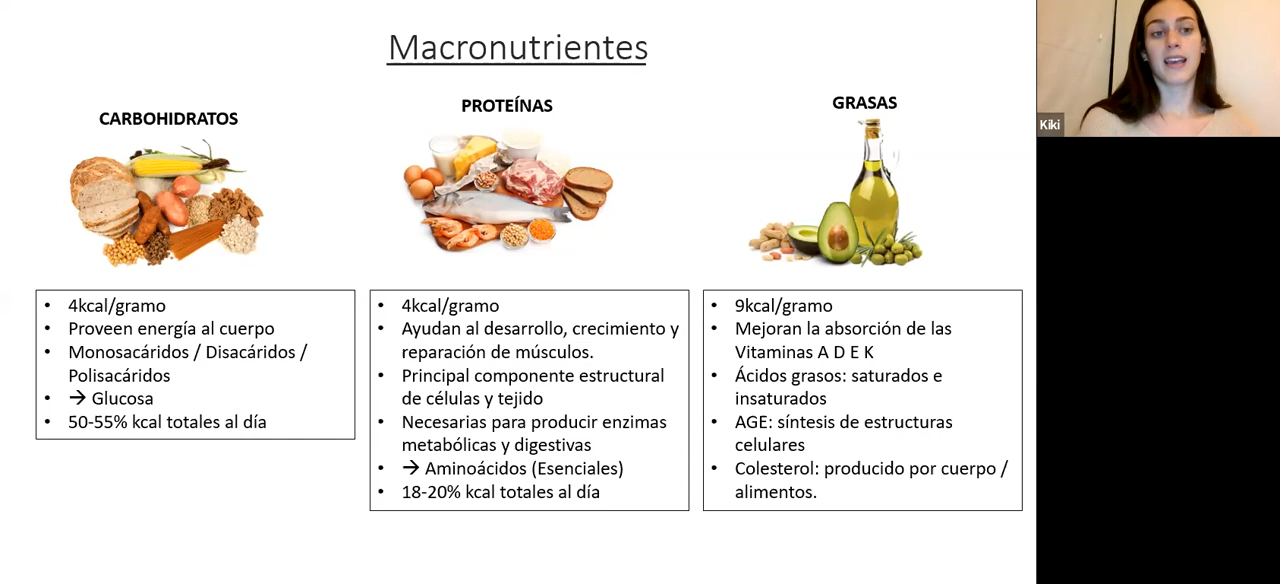 Macronutrientes
CARBOHIDRATOS
• 4kcal/gramo
• Proveen energía al cuerpo
• Monosacáridos / Disacáridos /
Polisacáridos
• → Glucosa
• 50-55% kcal totales al día
PROTEÍNAS
• 4kcal/gramo
• Ayudan al desarrollo, crecimiento y
reparación de músculos.
• Principal componente estructural
de células y tejido
• Necesarias para producir enzimas
metabólicas y digestivas
• → Aminoácidos (Esenciales)
• 18-20% kcal totales al día
GRASAS
• 9kcal/gramo
• Mejoran la absorción de las
Vitaminas A D E K
• Ácidos grasos: saturados e
insaturados
• AGE: síntesis de estructuras
celulares
• Colesterol: producido por cuerpo /
alimentos.
Kiki